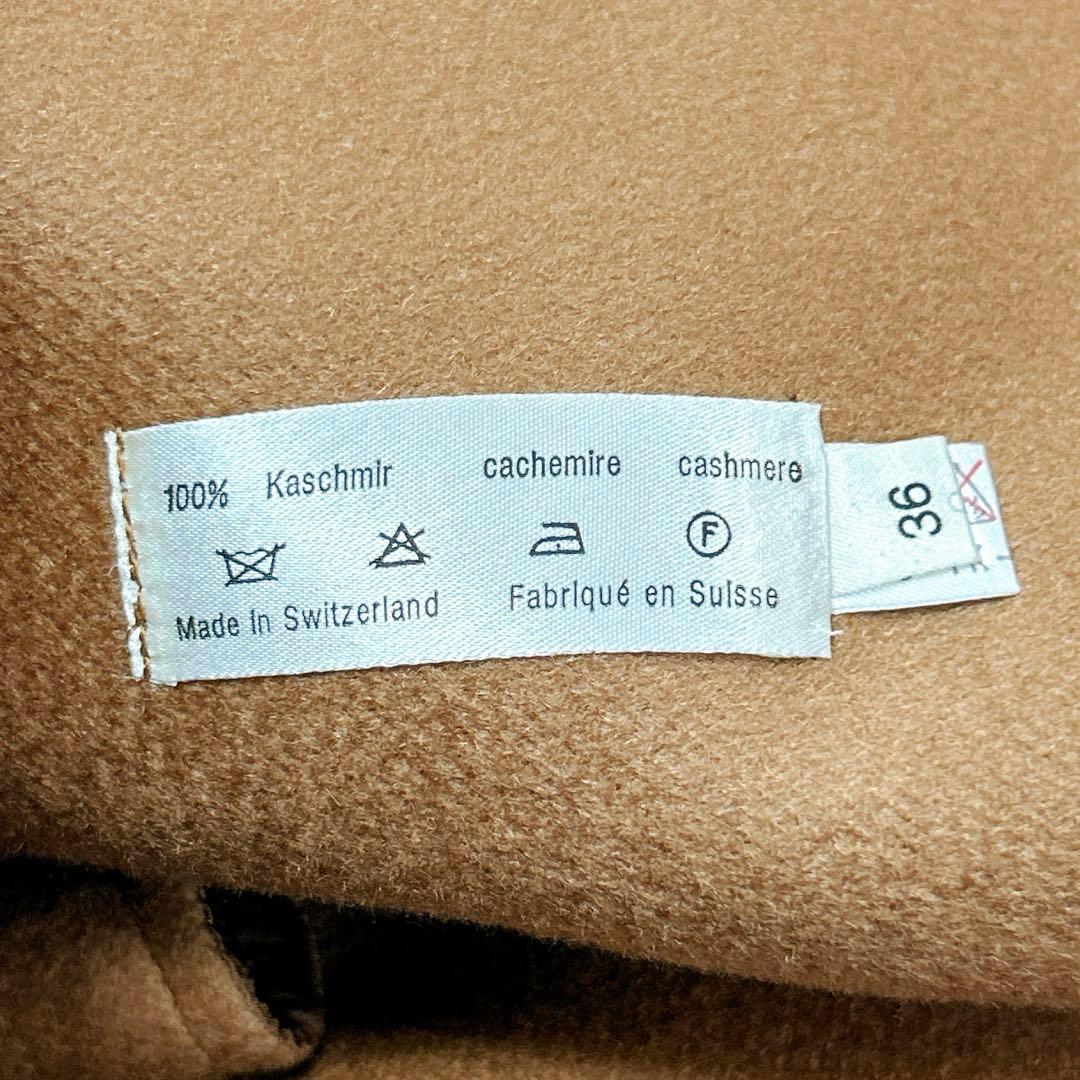 100% Kaschmir cachemire cashmere
F
Made in Switzerland Fabriqué en Suisse
36